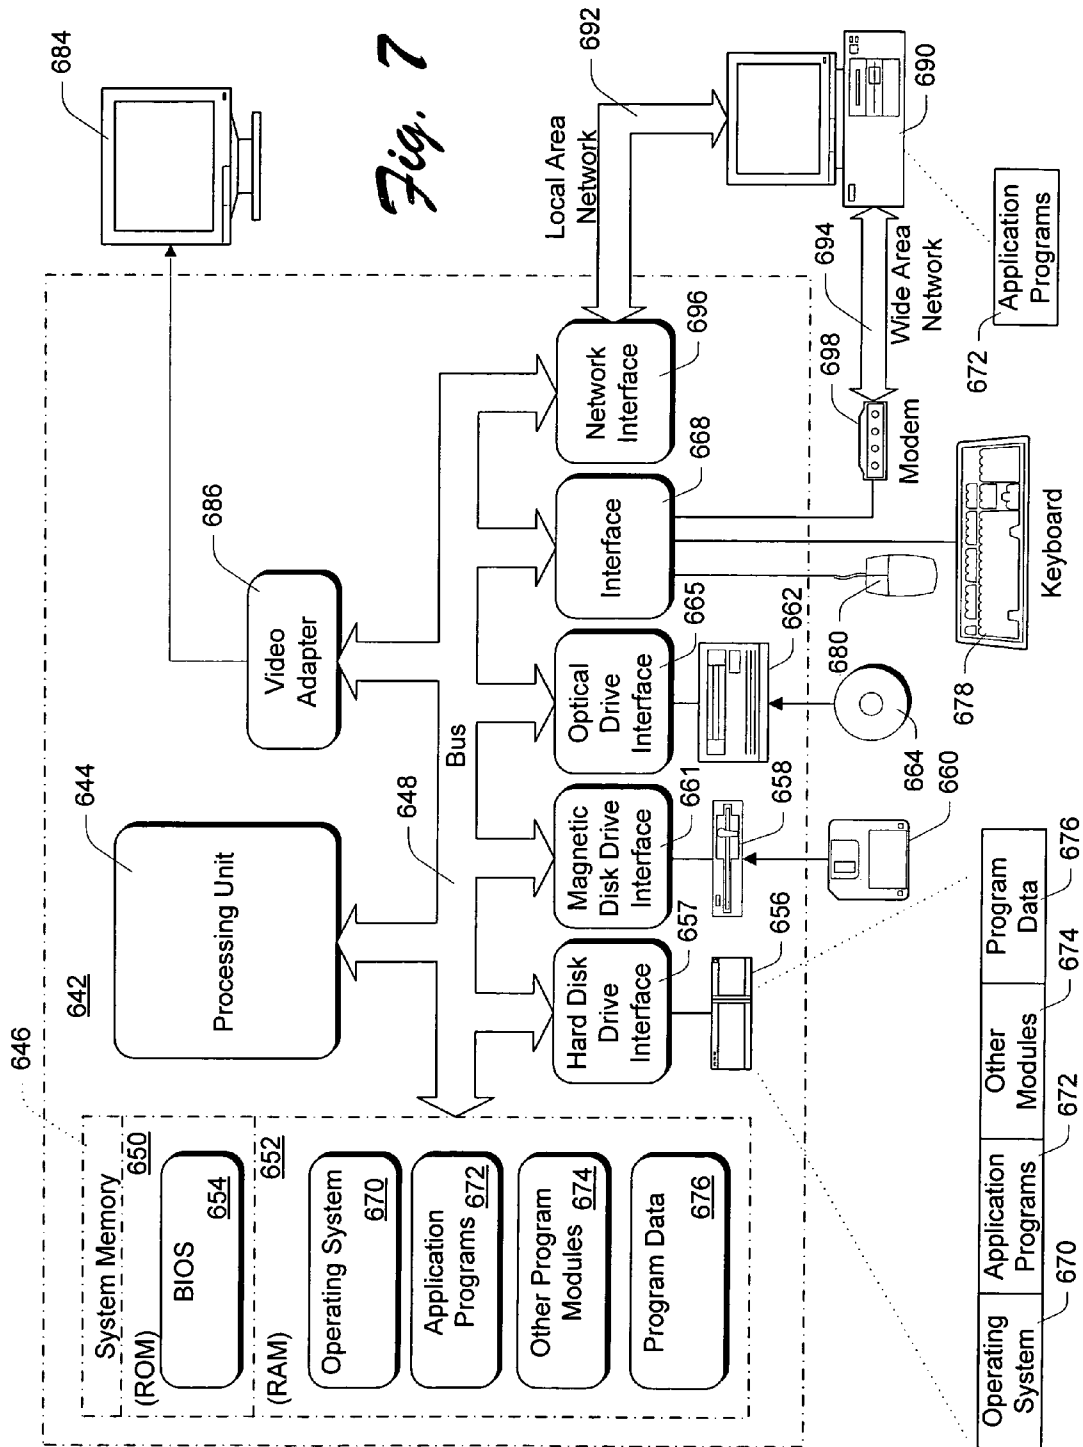 Fig. 7
646
System Memory
(ROM) 650
BIOS
654
(RAM) 652
Operating System
670
Application
Programs 672
Other Program
Modules 674
Program Data
676
642
644
Processing Unit
648
Bus
686
Video
Adapter
684
Hard Disk
Drive
Interface
657
Magnetic
Disk Drive
Interface
661
Optical
Drive
Interface
665
Interface
668
Network
Interface
696
Local Area
Network
692
656
658
660
662
664
680
678
Keyboard
Modem
698
694
Wide Area
Network
690
672
Application
Programs
Operating
System
670
Application
Programs
672
Other
Modules
674
Program
Data
676